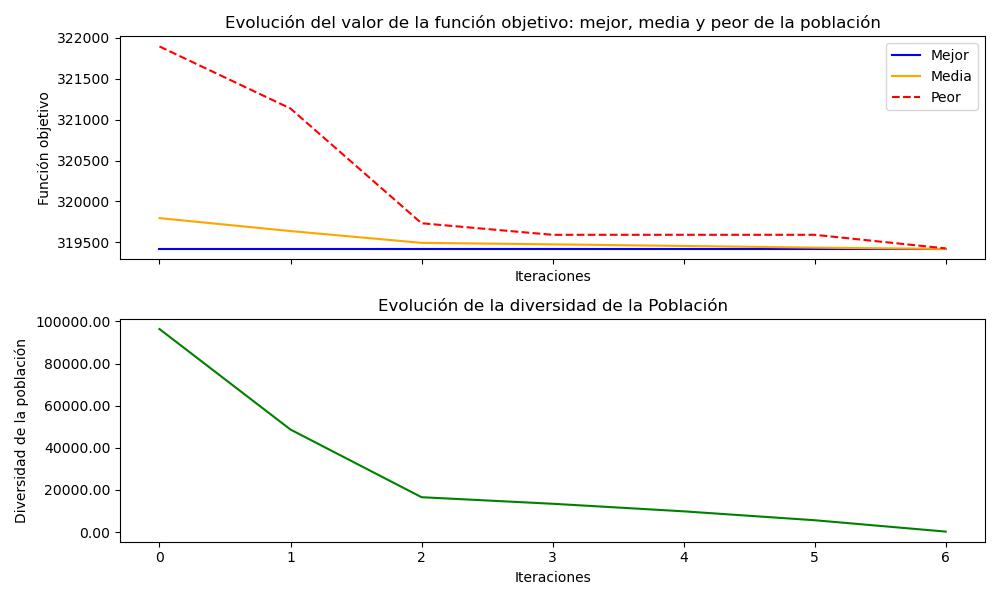 Evolución del valor de la función objetivo: mejor, media y peor de la población
322000
321500
321000
320500
320000
319500
Función objetivo
Mejor
Media
Peor
Iteraciones
Evolución de la diversidad de la Población
100000.00
80000.00
60000.00
40000.00
20000.00
0.00
Diversidad de la población
0 1 2 3 4 5 6
Iteraciones